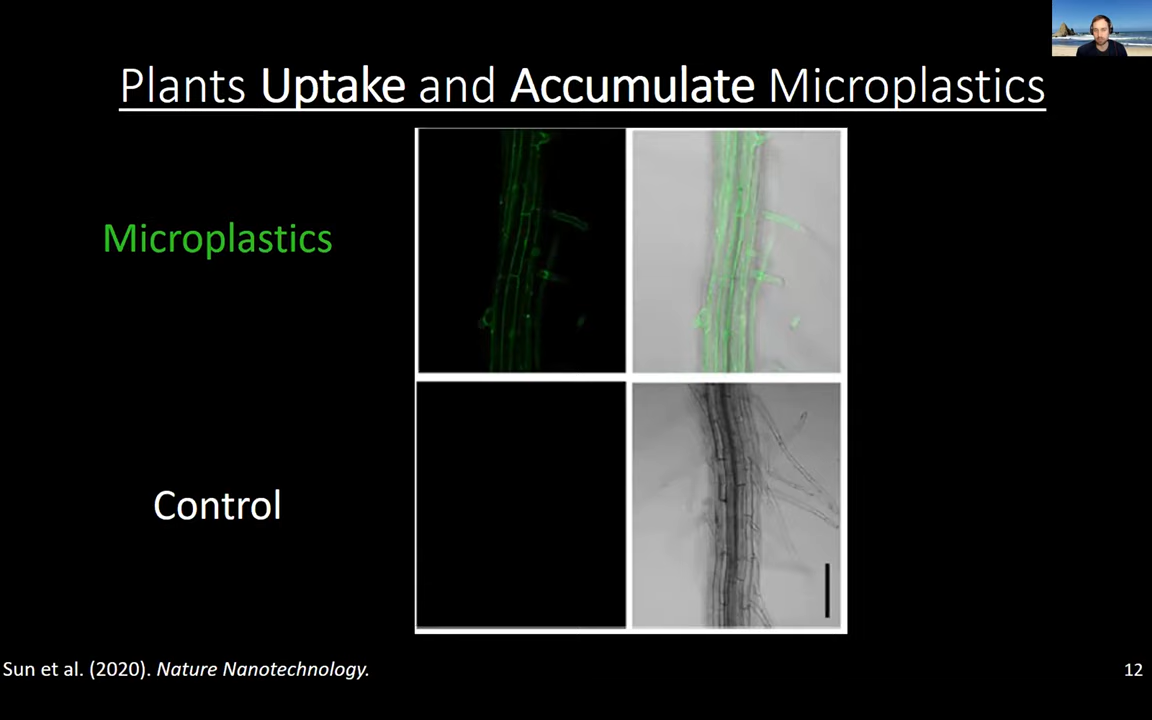 Plants Uptake and Accumulate Microplastics
Microplastics
Control
Sun et al. (2020). Nature Nanotechnology.
12